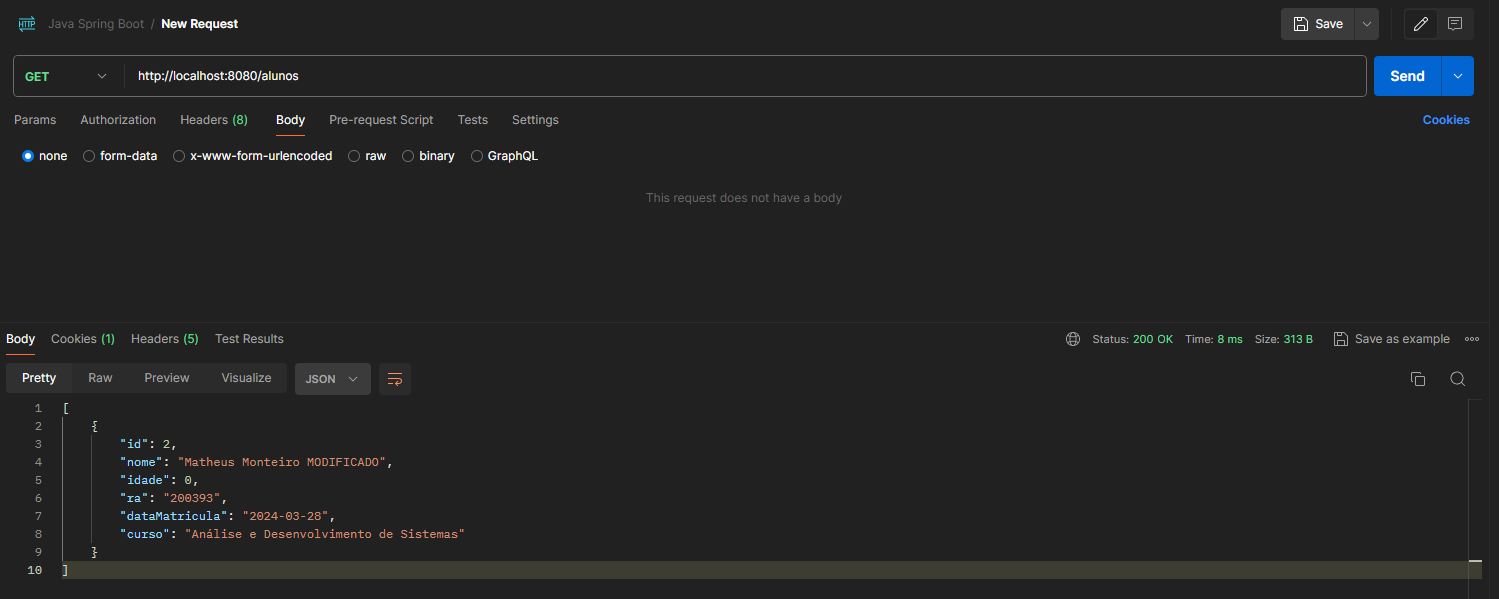 HTTP Java Spring Boot / New Request
Save
GET http://localhost:8080/alunos
Send
Params Authorization Headers (8) Body Pre-request Script Tests Settings Cookies
none form-data x-www-form-urlencoded raw binary GraphQL
This request does not have a body
Body Cookies (1) Headers (5) Test Results Status: 200 OK Time: 8 ms Size: 313 B Save as example
Pretty Raw Preview Visualize JSON
1 [
2 {
3 "id": 2,
4 "nome": "Matheus Monteiro MODIFICADO",
5 "idade": 0,
6 "ra": "200393",
7 "dataMatricula": "2024-03-28",
8 "curso": "Análise e Desenvolvimento de Sistemas"
9 }
10 ]